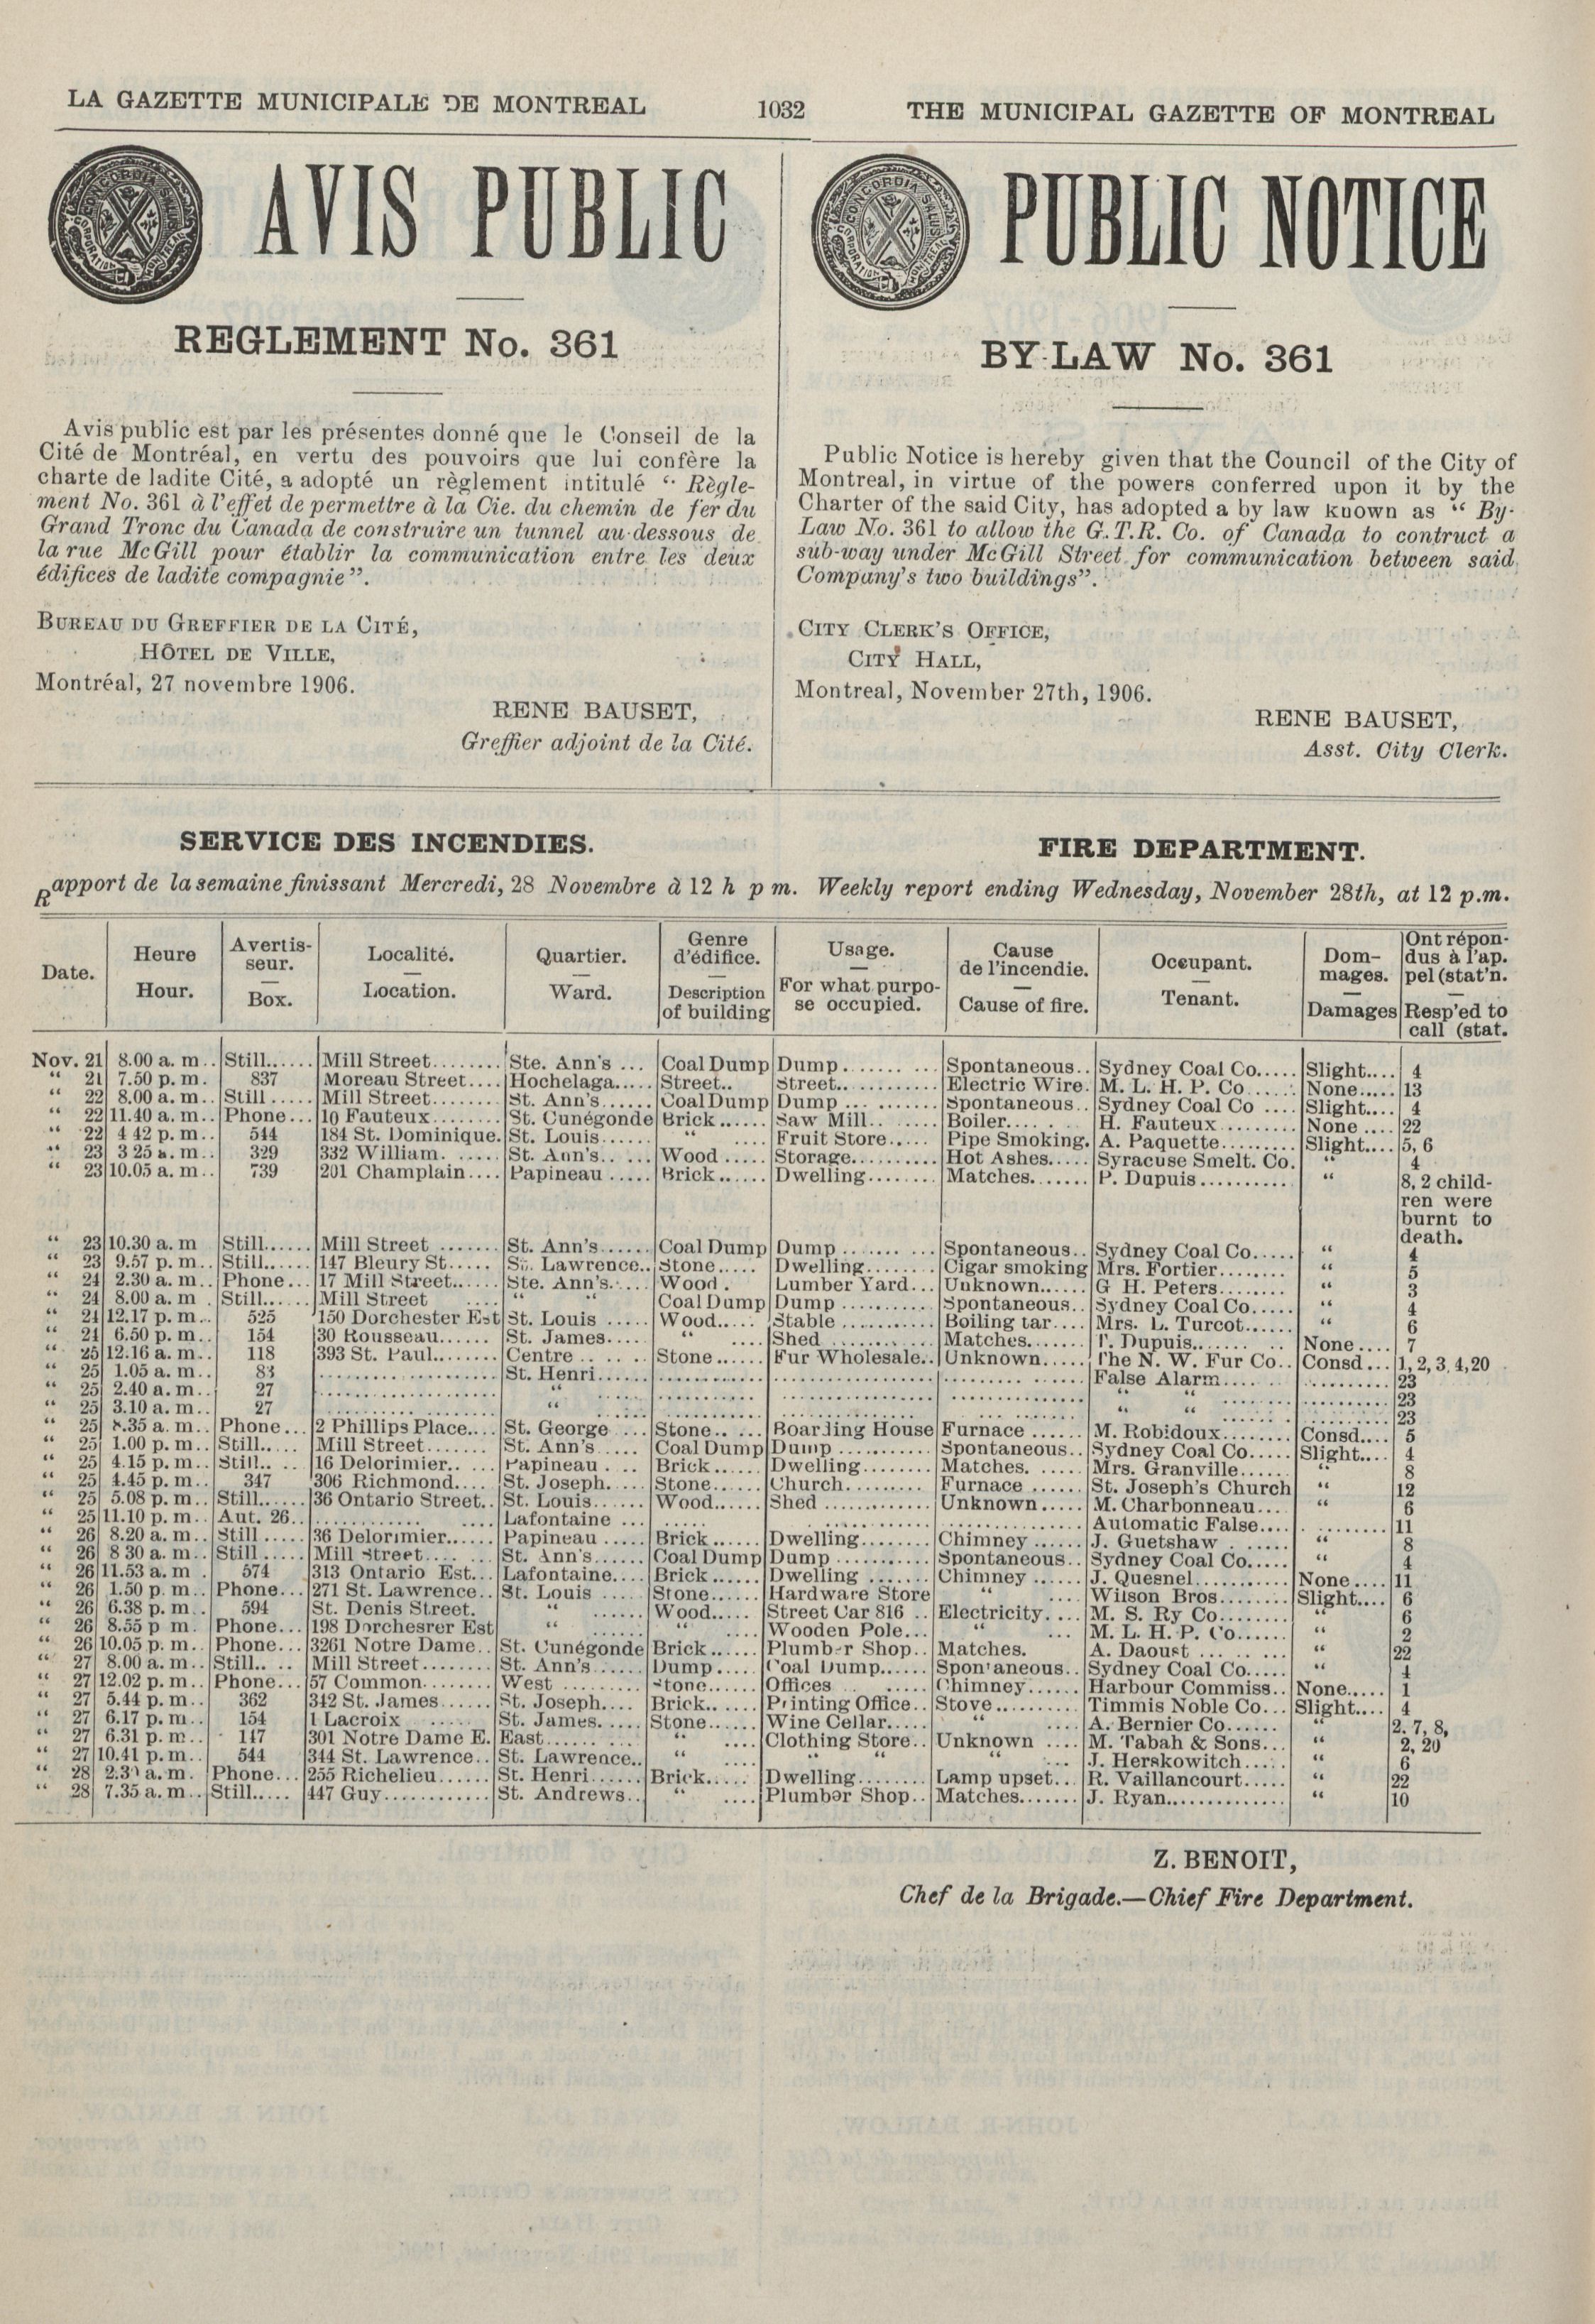 LA GAZETTE MUNICIPALE DE MONTREAL 1032 THE MUNICIPAL GAZETTE OF MONTREAL
AVIS PUBLIC
REGLEMENT No. 361
Avis public est par les présentes donné que le Conseil de la
Cité de Montréal, en vertu des pouvoirs que lui confère la
charte de ladite Cité, a adopté un règlement intitulé “ Règle-
ment No. 361 à l'effet de permettre à la Cie. du chemin de fer du
Grand Tronc du Canada de construire un tunnel au-dessous de
la rue McGill pour établir la communication entre les deux
édifices de ladite compagnie”.
BUREAU DU GREFFIER DE LA CITÉ,
HÔTEL DE VILLE,
Montréal, 27 novembre 1906.
RENE BAUSET,
Greffier adjoint de la Cité.
PUBLIC NOTICE
BY-LAW No. 361
Public Notice is hereby given that the Council of the City of
Montreal, in virtue of the powers conferred upon it by the
Charter of the said City, has adopted a by law known as “ By-
Law No. 361 to allow the G.T.R. Co. of Canada to contruct a
sub-way under McGill Street for communication between said
Company's two buildings”.
CITY CLERK'S OFFICE,
CITY HALL,
Montreal, November 27th, 1906.
RENE BAUSET,
Asst. City Clerk.
SERVICE DES INCENDIES. FIRE DEPARTMENT.
Rapport de la semaine finissant Mercredi, 28 Novembre à 12 h p m. Weekly report ending Wednesday, November 28th, at 12 p.m.
Date. | Heure Hour. | Avertis-seur. Box. | Localité. Location. | Quartier. Ward. | Genre d'édifice. Description of building | Usage. For what purpo-se occupied. | Cause de l'incendie. Cause of fire. | Occupant. Tenant. | Dom-mages. Damages | Ont répon-dus à l'ap. pel (stat'n. Resp'ed to call (stat.
Nov. 21 | 8.00 a. m.. | Still...... | Mill Street........ | Ste. Ann's ... | Coal Dump | Dump....... ... | Spontaneous.. | Sydney Coal Co..... | Slight.... | 4
“ 21 | 7.50 p. m. | 837 | Moreau Street.... | Hochelaga..... | Street.. | Street.. .......... | Electric Wire. | M. L. H. P. Co...... | None..... | 13
“ 22 | 8.00 a. m.. | Still ..... | Mill Street........ | St. Ann's...... | Coal Dump | Dump ... ....... | Spontaneous.. | Sydney Coal Co .... | Slight.... | 4
“ 22 | 11.40 a. m.. | Phone... | 10 Fauteux........ | St. Cunégonde | Brick ...... | Saw Mill.. ..... | Boiler.... . | H. Fauteux ......... | None .... | 22
“ 22 | 4 42 p. m.. | 544 | 184 St. Dominique. | St. Louis...... | “ .... | Fruit Store..... | Pipe Smoking. | A. Paquette......... | Slight.... | 5, 6
“ 23 | 3 25 a. m.. | 329 | 332 William. ..... | St. Ann's.. ... | Wood ..... | Storage.......... | Hot Ashes..... | Syracuse Smelt. Co. | “ | 4
“ 23 | 10.05 a. m.. | 739 | 201 Champlain.... | Papineau ..... | Brick...... | Dwelling........ | Matches....... | P. Dupuis........... | “ | 8, 2 child-
ren were
burnt to
death.
“ 23 | 10.30 a. m | Still...... | Mill Street ....... | St. Ann's...... | Coal Dump | Dump ....... ... | Spontaneous.. | Sydney Coal Co..... | “ | 4
“ 23 | 9.57 p. m.. | Still...... | 147 Bleury St..... | St. Lawrence.. | Stone..... | Dwelling........ | Cigar smoking | Mrs. Fortier........ | “ | 5
“ 24 | 2.30 a. m.. | Phone... | 17 Mill Street...... | Ste. Ann's..... | Wood . | Lumber Yard... | Unknown...... | G H. Peters........ | “ | 3
“ 24 | 8.00 a. m . | Still...... | Mill Street .... | “ “ | Coal Dump | Dump .......... | Spontaneous.. | Sydney Coal Co..... | “ | 4
“ 24 | 12.17 p. m... | 525 | 150 Dorchester Est | St. Louis ..... | Wood..... | Stable .......... | Boiling tar.... | Mrs. L. Turcot...... | “ | 6
“ 24 | 6.50 p. m.. | 154 | 30 Rousseau...... | St. James..... | “ .... | Shed ........... | Matches....... | T. Dupuis....... .. | None.... | 7
“ 25 | 12.16 a. m.. | 118 | 393 St. Paul........ | Centre .. .. .. | Stone...... | Fur Wholesale.. | Unknown..... | The N. W. Fur Co.. | Consd... | 1, 2, 3, 4, 20
“ 25 | 1.05 a. m.. | 83 | .................. | St. Henri...... | ........... | ................ | ......... ...... | False Alarm.... | .......... | 23
“ 25 | 2.40 a. m.. | 27 | .................. | “ ..... | ........... | ................ | ............... | “ “ ....... | .......... | 23
“ 25 | 3.10 a. m.. | 27 | .................. | “ ..... | ........... | ................ | ............... | “ “ ...... | .......... | 23
“ 25 | 8.35 a. m.. | Phone... | 2 Phillips Place.... | St. George .... | Stone.. ... | Boarding House | Furnace ...... | M. Robidoux........ | Consd.... | 5
“ 25 | 1.00 p. m.. | Still..... | Mill Street....... | St. Ann's..... | Coal Dump | Dump ........... | Spontaneous.. | Sydney Coal Co..... | Slight.... | 4
“ 25 | 4.15 p. m.. | Still.. .. | 16 Delorimier.. ... | Papineau .... | Brick...... | Dwelling........ | Matches. ..... | Mrs. Granville...... | “ | 8
“ 25 | 4.45 p. m.. | 347 | 306 Richmond.... | St. Joseph.... | Stone...... | Church......... | Furnace ...... | St. Joseph's Church | “ | 12
“ 25 | 5.08 p. m.. | Still...... | 36 Ontario Street.. | St. Louis...... | Wood...... | Shed ............ | Unknown ..... | M. Charbonneau... | “ | 6
“ 25 | 11.10 p. m.. | Aut. 26.. | ............ .... | Lafontaine ... | ..... | ............... | ............... | Automatic False.... | ......... | 11
“ 26 | 8.20 a. m.. | Still ..... | 36 Delorimier...... | Papineau ..... | Brick...... | Dwelling........ | Chimney ...... | J. Guetshaw . ..... | “ | 8
“ 26 | 8 30 a. m.. | Still ..... | Mill Street.... ... | St. Ann's...... | Coal Dump | Dump ........... | Spontaneous.. | Sydney Coal Co..... | “ | 4
“ 26 | 11.53 a. m . | 574 | 313 Ontario Est... | Lafontaine.... | Brick...... | Dwelling ....... | Chimney ...... | J. Quesnel........... | None.... | 11
“ 26 | 1.50 p. m.. | Phone... | 271 St. Lawrence.. | St. Louis ..... | Stone...... | Hardware Store | “ .... | Wilson Bros........ | Slight.... | 6
“ 26 | 6.38 p. m.. | 594 | St. Denis Street. | “ ...... | Wood..... | Street Car 816 .. | Electricity. ... | M. S. Ry Co........ | “ | 6
“ 26 | 8.55 p m. | Phone... | 198 Dorchesrer Est | “ ...... | “ .... | Wooden Pole... | “ ... | M. L. H. P. Co...... | “ | 2
“ 26 | 10.05 p. m.. | Phone... | 3261 Notre Dame.. | St. Cunégonde | Brick ...... | Plumber Shop.. | Matches. | A. Daoust ... .. ... | “ | 22
“ 27 | 8.00 a. m.. | Still.. .. | Mill Street........ | St. Ann's...... | Dump..... | Coal Dump...... | Spontaneous.. | Sydney Coal Co..... | “ | 4
“ 27 | 12.02 p. m.. | Phone... | 57 Common........ | West ......... | Stone...... | Offices .. ..... | Chimney...... | Harbour Commiss.. | None..... | 1
“ 27 | 5.44 p. m.. | 362 | 342 St. James...... | St. Joseph.... | Brick...... | Printing Office.. | Stove.......... | Timmis Noble Co... | Slight.... | 4
“ 27 | 6.17 p. m.. | 154 | 1 Lacroix ..... | St. James. .... | Stone...... | Wine Cellar..... | “ .... | A. Bernier Co...... | “ | 2. 7, 8,
“ 27 | 6.31 p. m.. | 117 | 301 Notre Dame E. | East...... ... | “ .... | Clothing Store.. | Unknown .... | M. Tabah & Sons... | “ | 2, 20
“ 27 | 10.41 p. m.. | 544 | 344 St. Lawrence.. | St. Lawrence.. | “ .... | “ “ | “ ... | J. Herskowitch..... | “ | 6
“ 28 | 2.30 a. m. | Phone... | 255 Richelieu...... | St. Henri...... | Brick...... | Dwelling........ | Lamp upset... | R. Vaillancourt..... | “ | 22
“ 28 | 7.35 a. m.. | Still..... | 447 Guy............ | St. Andrews.. | “ .... | Plumber Shop.. | Matches....... | J. Ryan.............. | “ | 10
Z. BENOIT,
Chef de la Brigade.—Chief Fire Department.